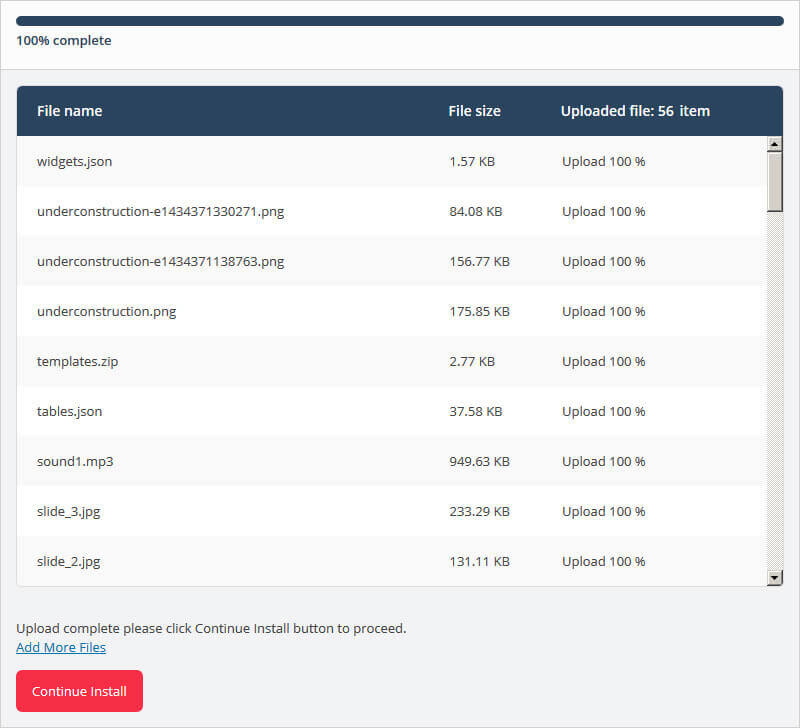 100% complete
File name File size Uploaded file: 56 item
widgets.json 1.57 KB Upload 100 %
underconstruction-e1434371330271.png 84.08 KB Upload 100 %
underconstruction-e1434371138763.png 156.77 KB Upload 100 %
underconstruction.png 175.85 KB Upload 100 %
templates.zip 2.77 KB Upload 100 %
tables.json 37.58 KB Upload 100 %
sound1.mp3 949.63 KB Upload 100 %
slide_3.jpg 233.29 KB Upload 100 %
slide_2.jpg 131.11 KB Upload 100 %
Upload complete please click Continue Install button to proceed.
Add More Files
Continue Install